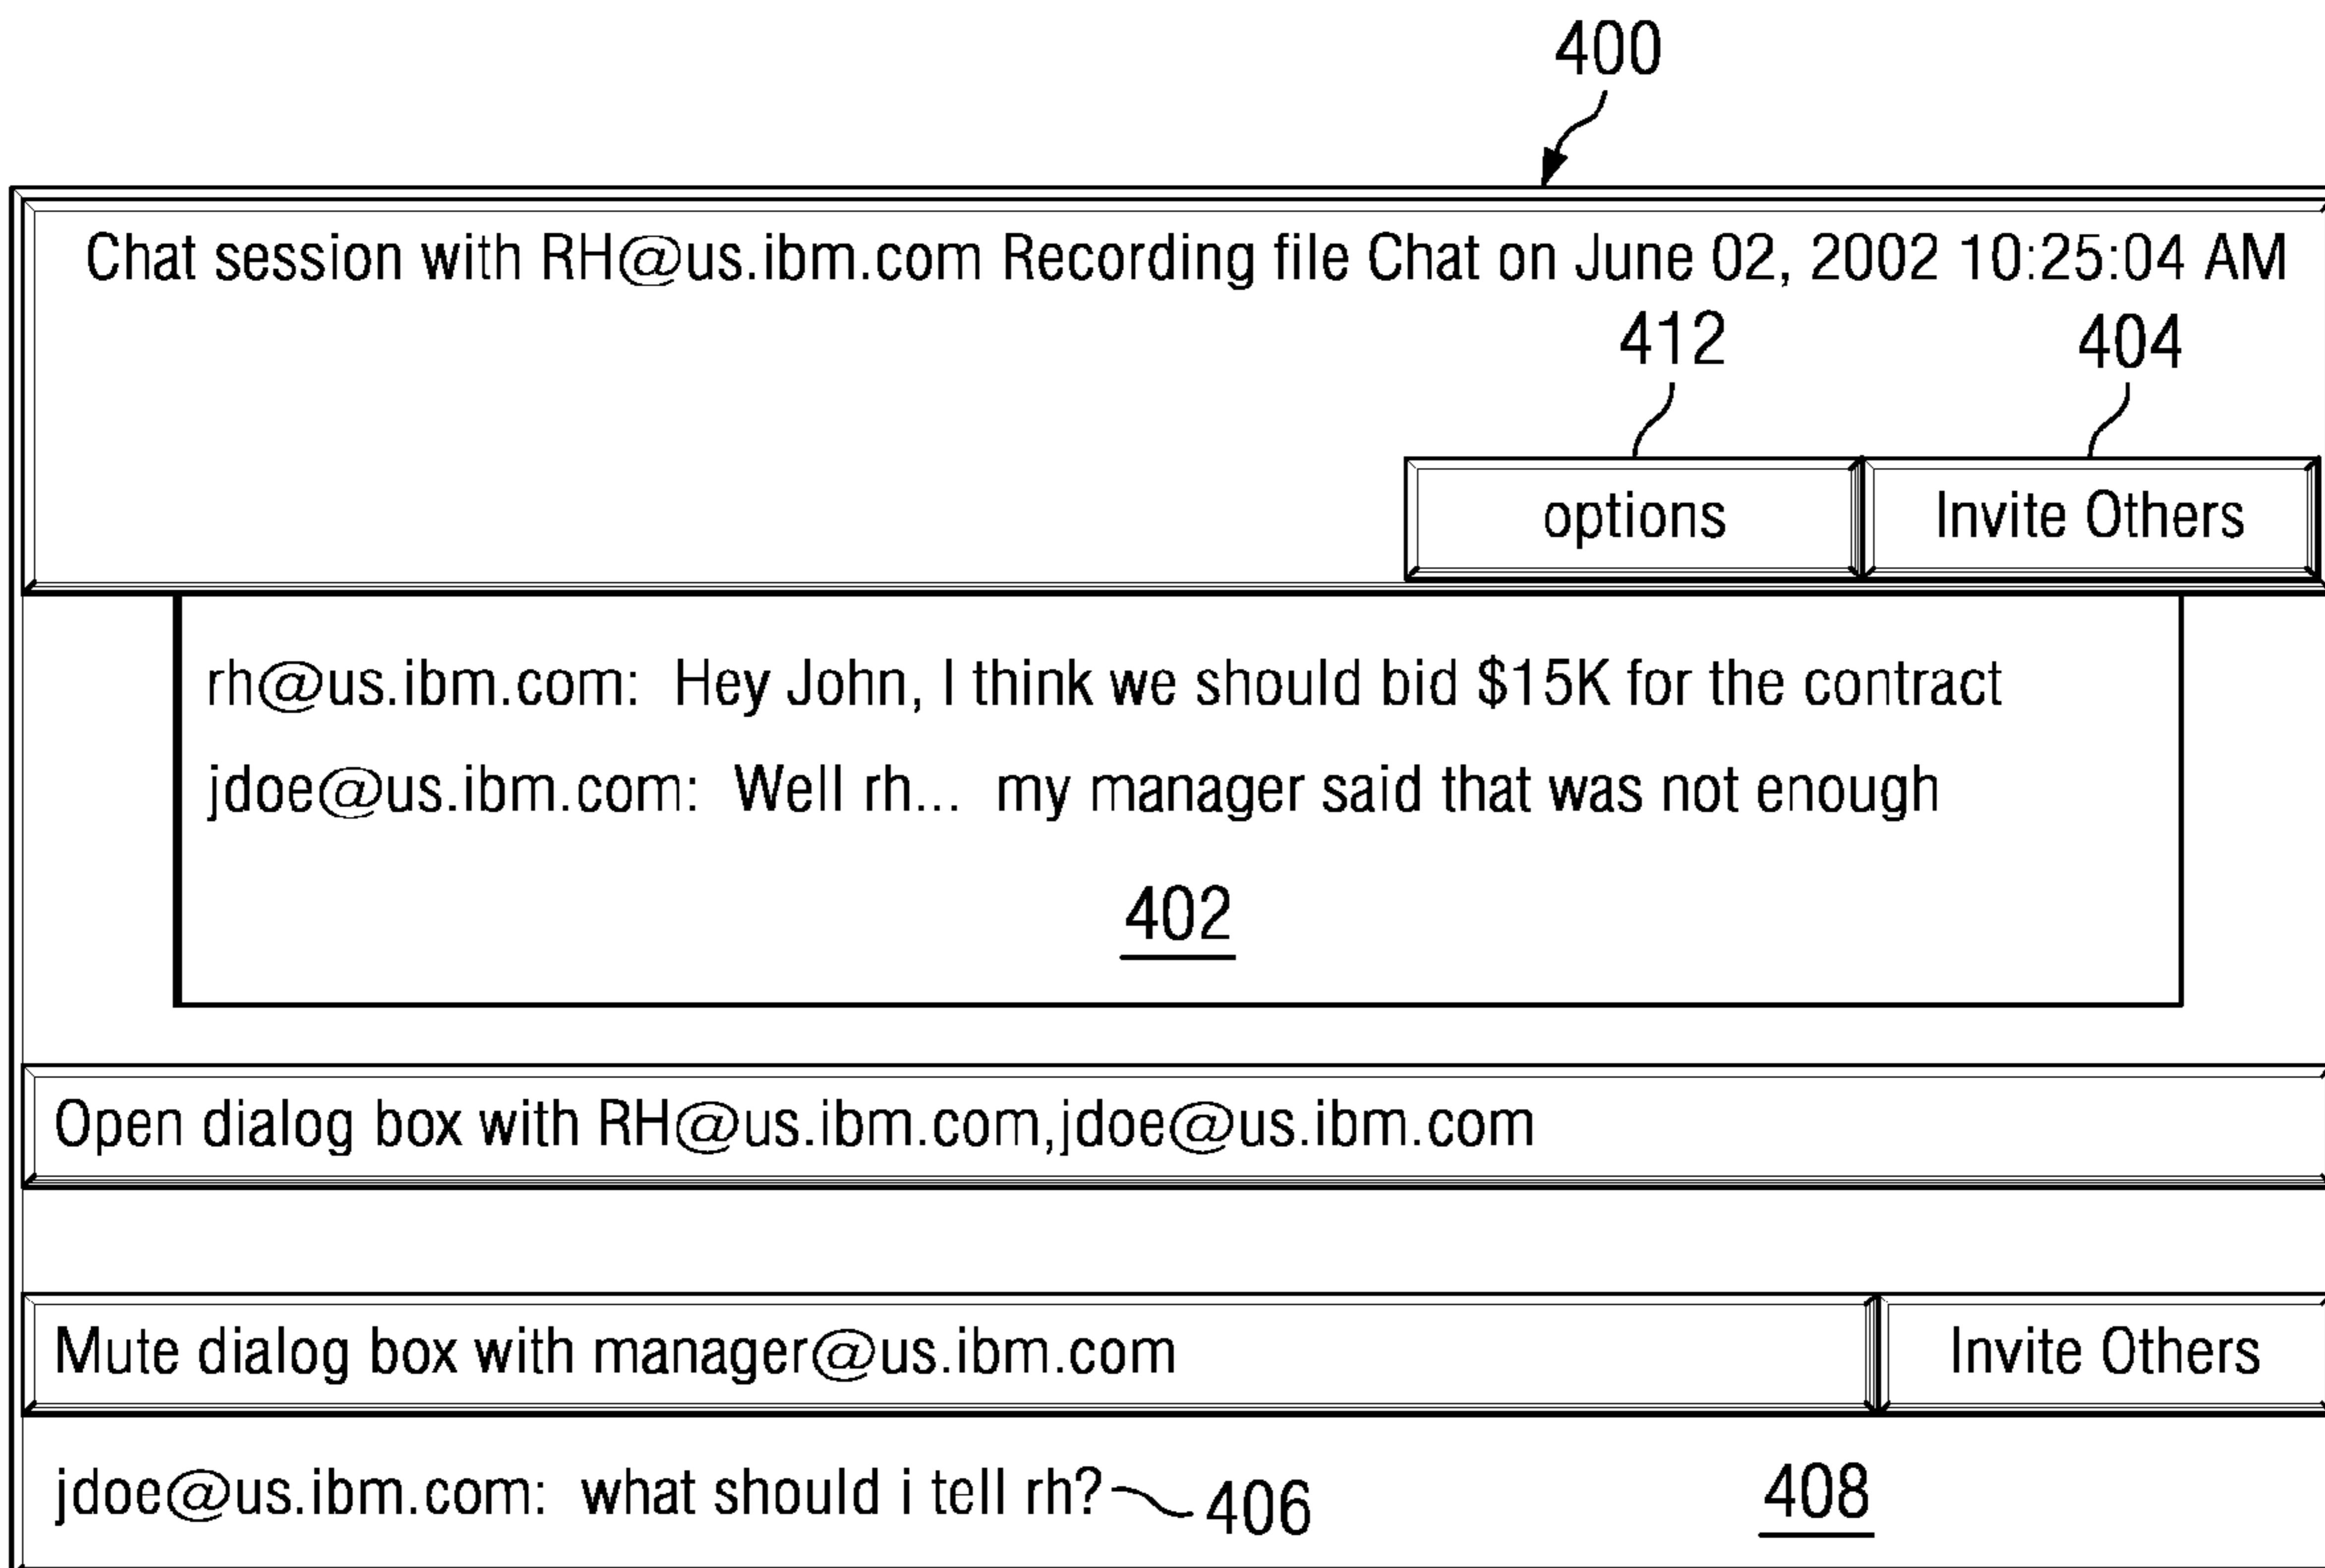 400
Chat session with RH@us.ibm.com Recording file Chat on June 02, 2002 10:25:04 AM
412 404
options Invite Others
rh@us.ibm.com: Hey John, I think we should bid $15K for the contract
jdoe@us.ibm.com: Well rh... my manager said that was not enough
402
Open dialog box with RH@us.ibm.com,jdoe@us.ibm.com
Mute dialog box with manager@us.ibm.com Invite Others
jdoe@us.ibm.com: what should i tell rh? 406 408